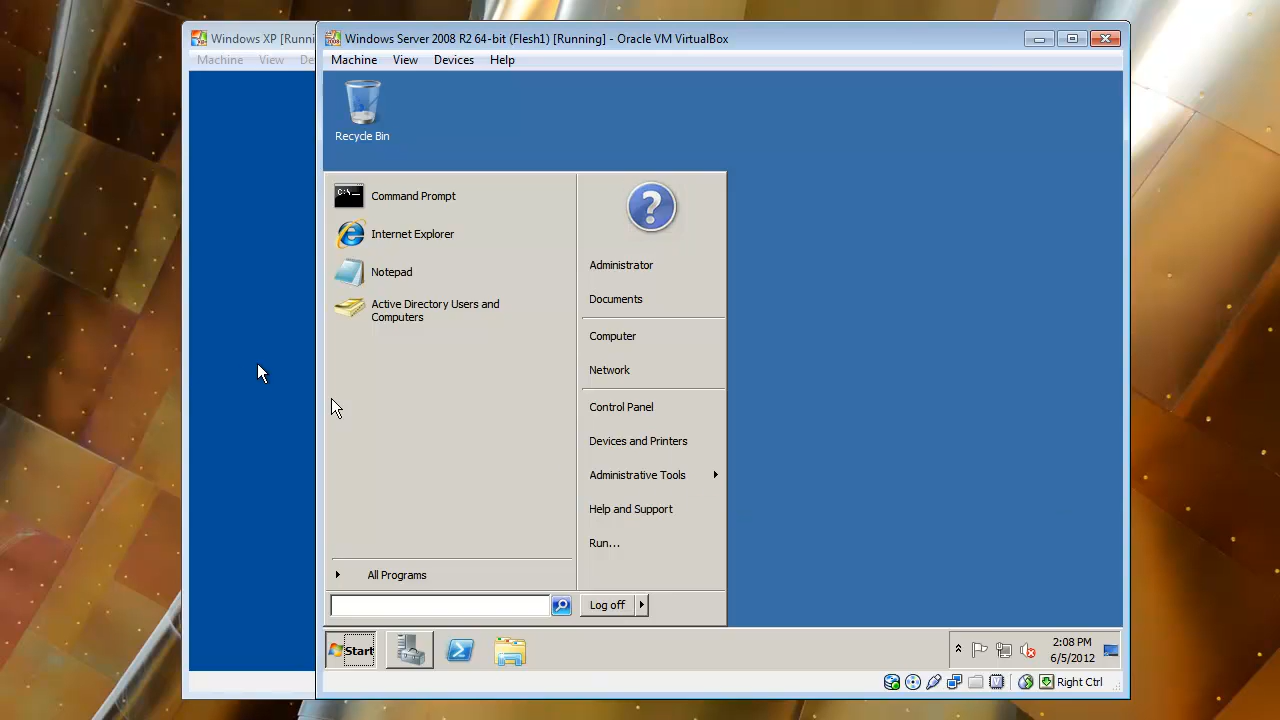 Windows XP [Runni
Machine View De
Windows Server 2008 R2 64-bit (Flesh1) [Running] - Oracle VM VirtualBox
Machine View Devices Help
Recycle Bin
Command Prompt
Internet Explorer
Notepad
Active Directory Users and
Computers
All Programs
Administrator
Documents
Computer
Network
Control Panel
Devices and Printers
Administrative Tools
Help and Support
Run...
Log off
Start
2:08 PM
6/5/2012
Right Ctrl